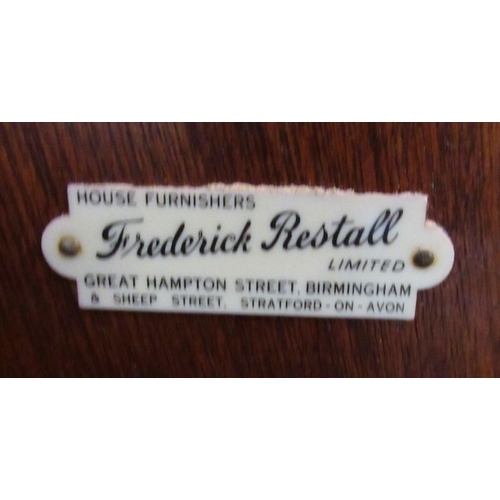 HOUSE FURNISHERS
Frederick Restall
LIMITED
GREAT HAMPTON STREET, BIRMINGHAM
& SHEEP STREET, STRATFORD-ON-AVON